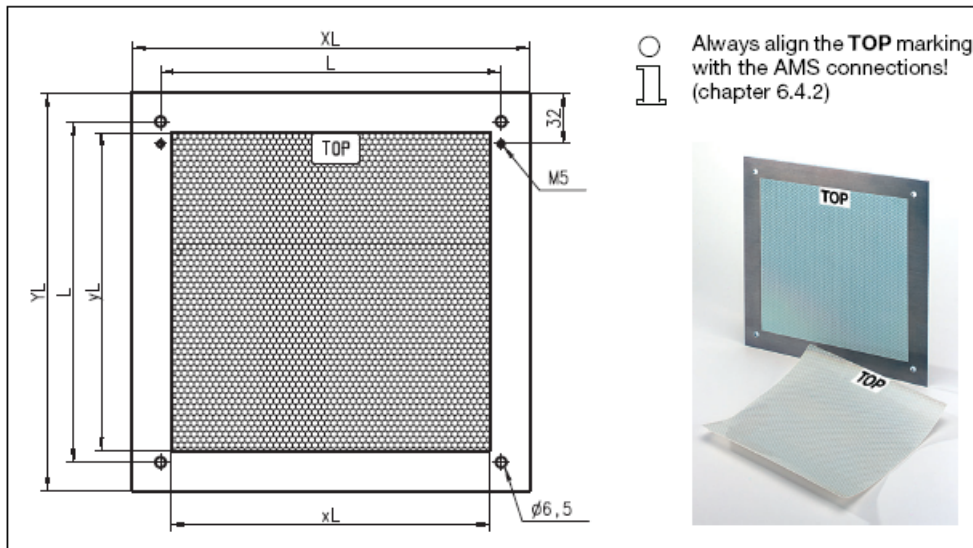 XL
L
32
TOP
M5
YL
L
yL
xL
ø6,5
Always align the TOP marking
with the AMS connections!
(chapter 6.4.2)
TOP
TOP